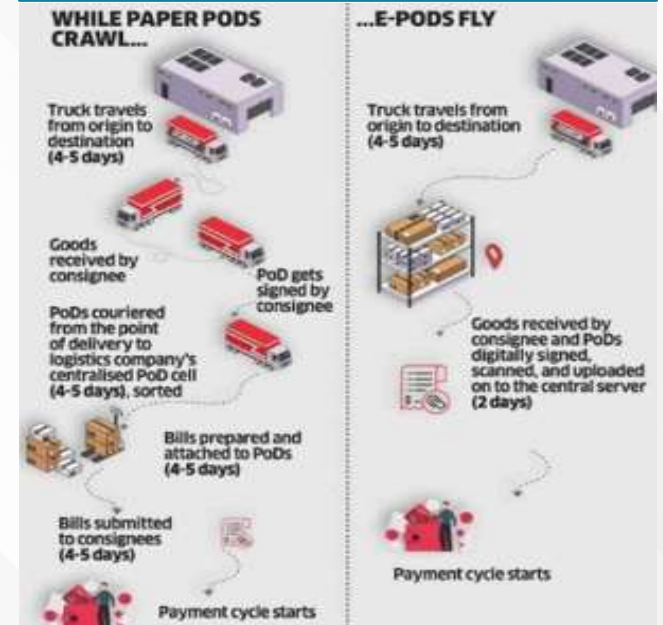 WHILE PAPER PODS
CRAWL...
Truck travels
from origin to
destination
(4-5 days)
Goods
received by
consignee
PoD gets
signed by
consignee
PoDs couriered
from the point
of delivery to
logistics company's
centralised PoD cell
(4-5 days), sorted
Bills prepared and
attached to PoDs
(4-5 days)
Bills submitted
to consignees
(4-5 days)
Payment cycle starts
...E-PODS FLY
Truck travels from
origin to destination
(4-5 days)
Goods received by
consignee and PoDs
digitally signed,
scanned, and uploaded
on to the central server
(2 days)
Payment cycle starts